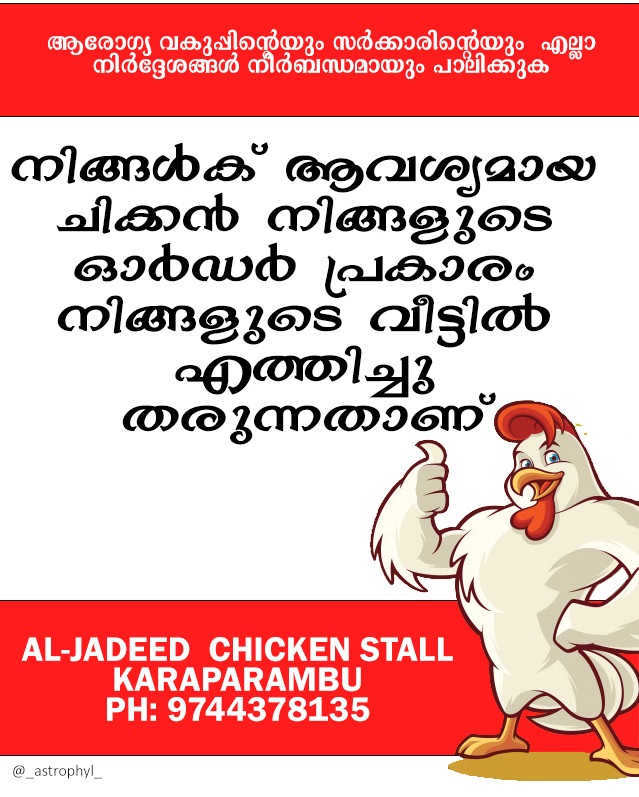 ആരോഗ്യ വകുപ്പിന്റെയും സർക്കാരിന്റെയും എല്ലാ
നിർദ്ദേശങ്ങൾ നീർബന്ധമായും പാലിക്കുക
നിങ്ങൾക് ആവശ്യമായ
ചിക്കൻ നിങ്ങളുടെ
ഓർഡർ പ്രകാരം
നിങ്ങളുടെ വീട്ടിൽ
എത്തിച്ചു
തരുന്നതാണ്
AL-JADEED CHICKEN STALL
KARAPARAMBU
PH: 9744378135
@_astrophyl_